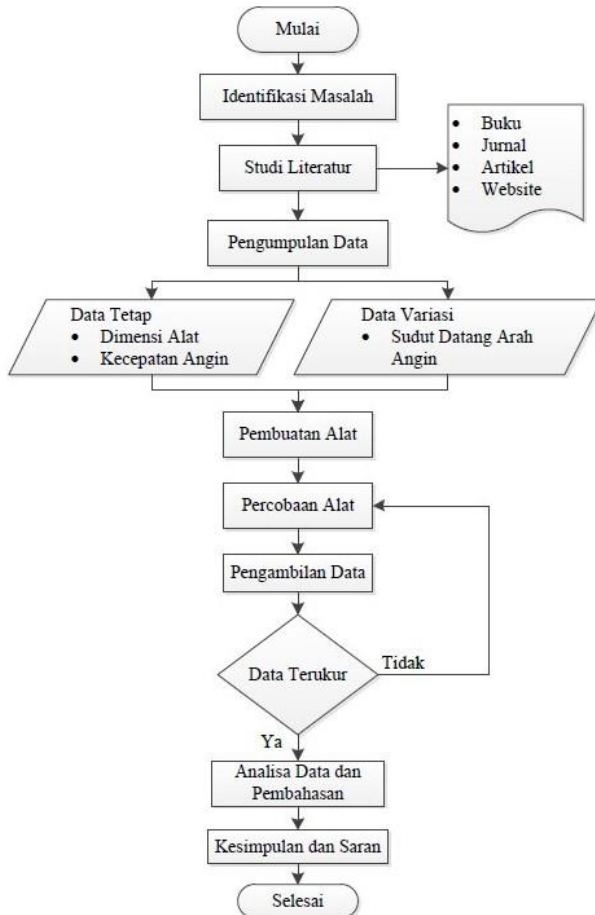 Mulai
Identifikasi Masalah
Studi Literatur
• Buku
• Jurnal
• Artikel
• Website
Pengumpulan Data
Data Tetap
• Dimensi Alat
• Kecepatan Angin
Data Variasi
• Sudut Datang Arah
Angin
Pembuatan Alat
Percobaan Alat
Pengambilan Data
Data Terukur
Tidak
Ya
Analisa Data dan
Pembahasan
Kesimpulan dan Saran
Selesai